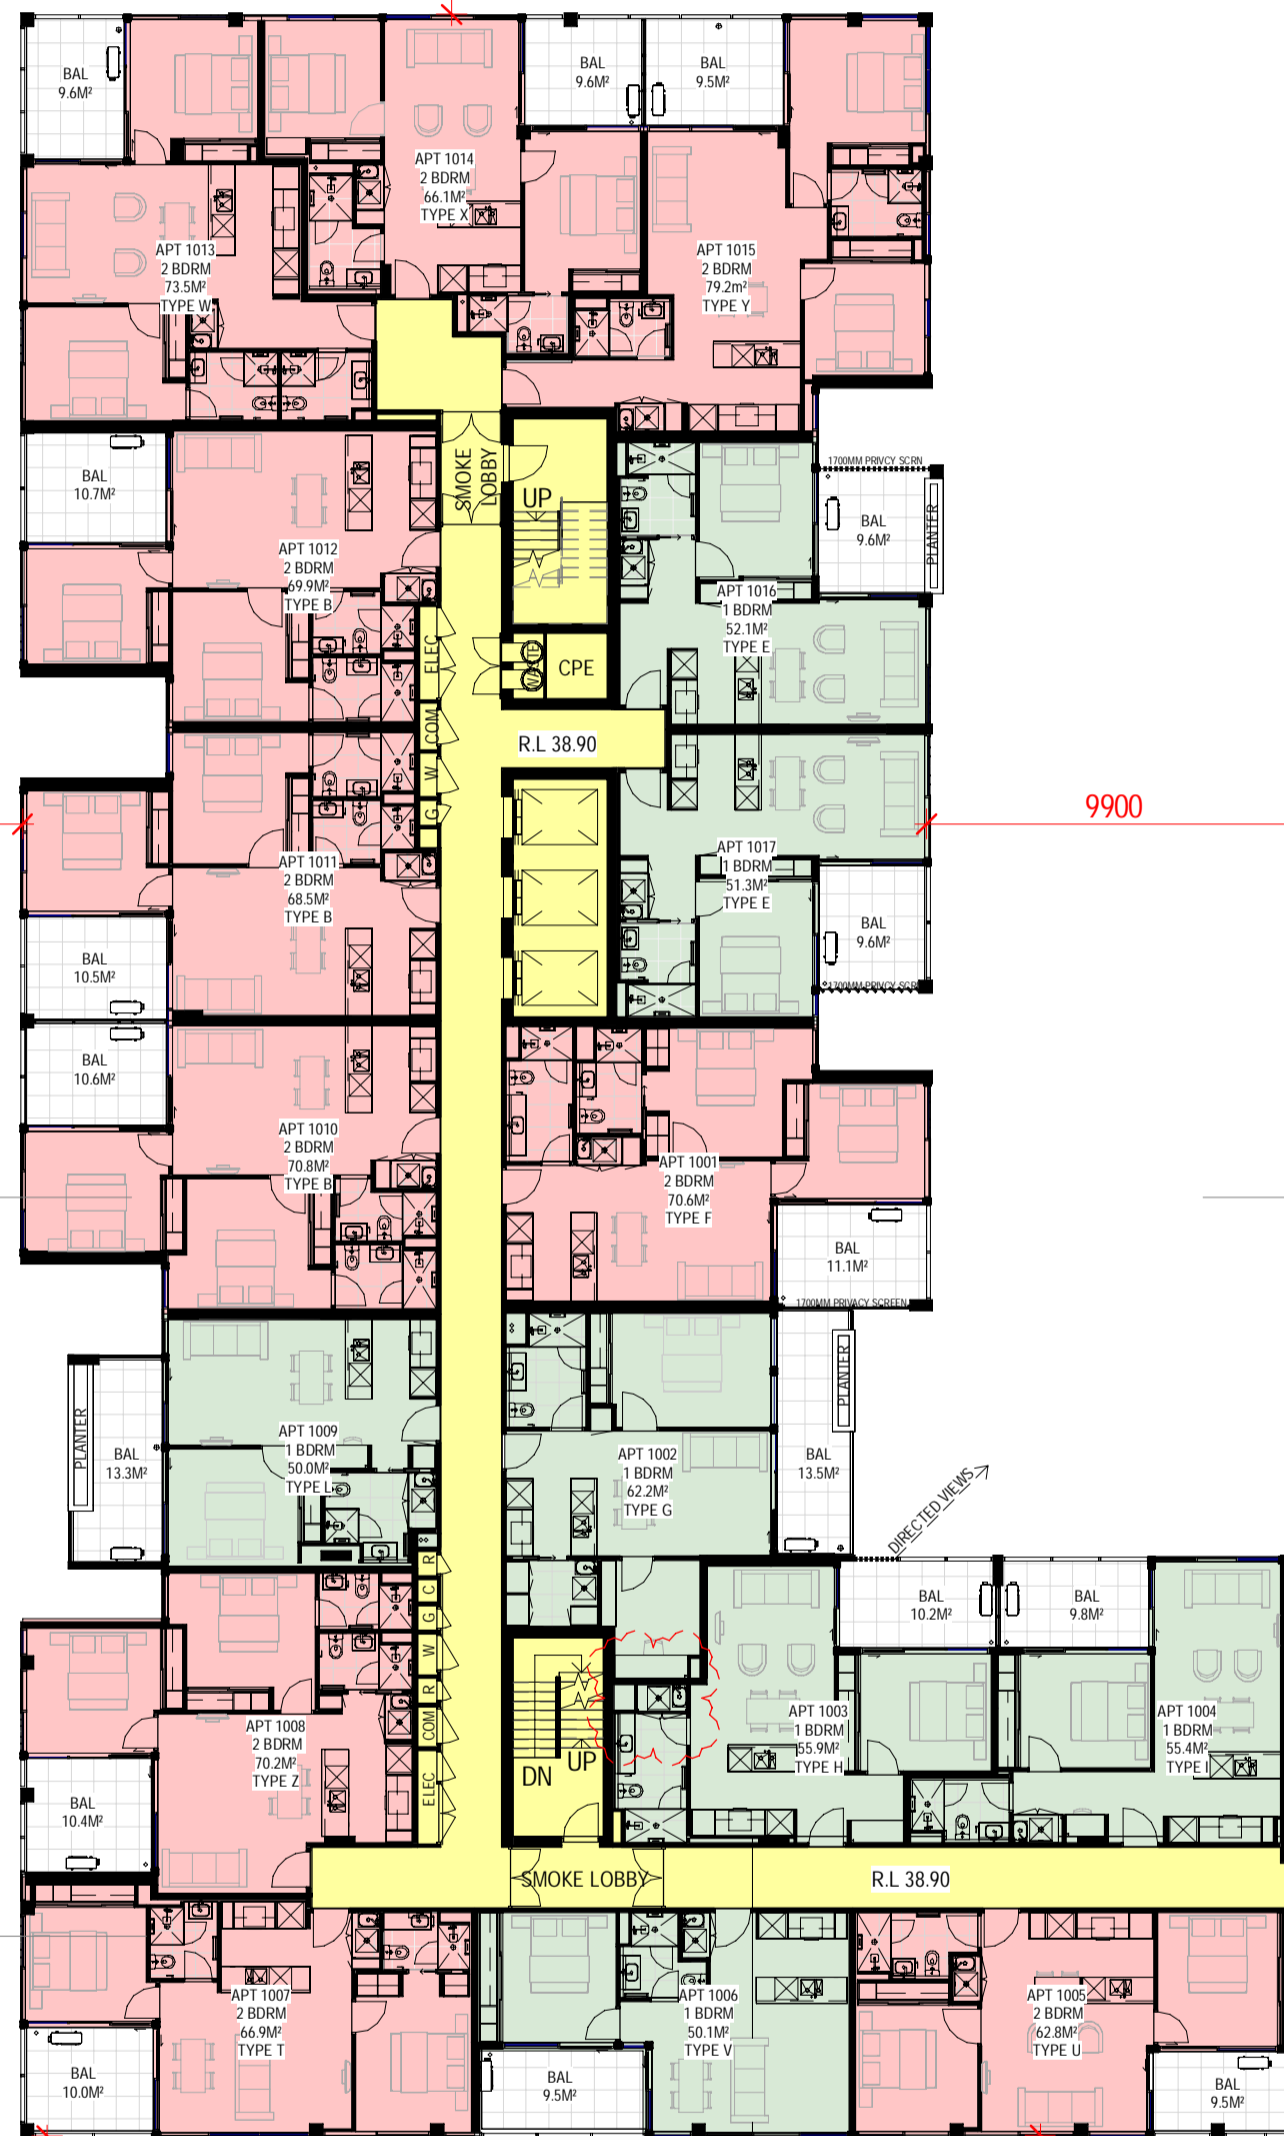 BAL
9.6M²
BAL
9.6M²
BAL
9.5M²
APT 1014
2 BDRM
66.1M²
TYPE X
APT 1013
2 BDRM
73.5M²
TYPE W
APT 1015
2 BDRM
79.2m²
TYPE Y
SMOKE
LOBBY
UP
1700MM PRIVCY SCRN
BAL
10.7M²
BAL
9.6M²
PLANTER
APT 1012
2 BDRM
69.9M²
TYPE B
APT 1016
1 BDRM
52.1M²
TYPE E
ELEC
WASTE
CPE
COM
R.L 38.90
W
G
9900
APT 1011
2 BDRM
68.5M²
TYPE B
APT 1017
1 BDRM
51.3M²
TYPE E
BAL
9.6M²
BAL
10.5M²
1700MM PRIVCY SCRN
BAL
10.6M²
APT 1010
2 BDRM
70.8M²
TYPE B
APT 1001
2 BDRM
70.6M²
TYPE F
BAL
11.1M²
1700MM PRIVACY SCREEN
PLANTER
PLANTER
BAL
13.3M²
APT 1009
1 BDRM
50.0M²
TYPE L
APT 1002
1 BDRM
62.2M²
TYPE G
BAL
13.5M²
DIRECTED VIEWS
R
C
G
W
R
COM
ELEC
BAL
10.2M²
BAL
9.8M²
APT 1008
2 BDRM
70.2M²
TYPE Z
APT 1003
1 BDRM
55.9M²
TYPE H
APT 1004
1 BDRM
55.4M²
TYPE I
DN
UP
BAL
10.4M²
SMOKE LOBBY
R.L 38.90
APT 1007
2 BDRM
66.9M²
TYPE T
APT 1006
1 BDRM
50.1M²
TYPE V
APT 1005
2 BDRM
62.8M²
TYPE U
BAL
10.0M²
BAL
9.5M²
BAL
9.5M²